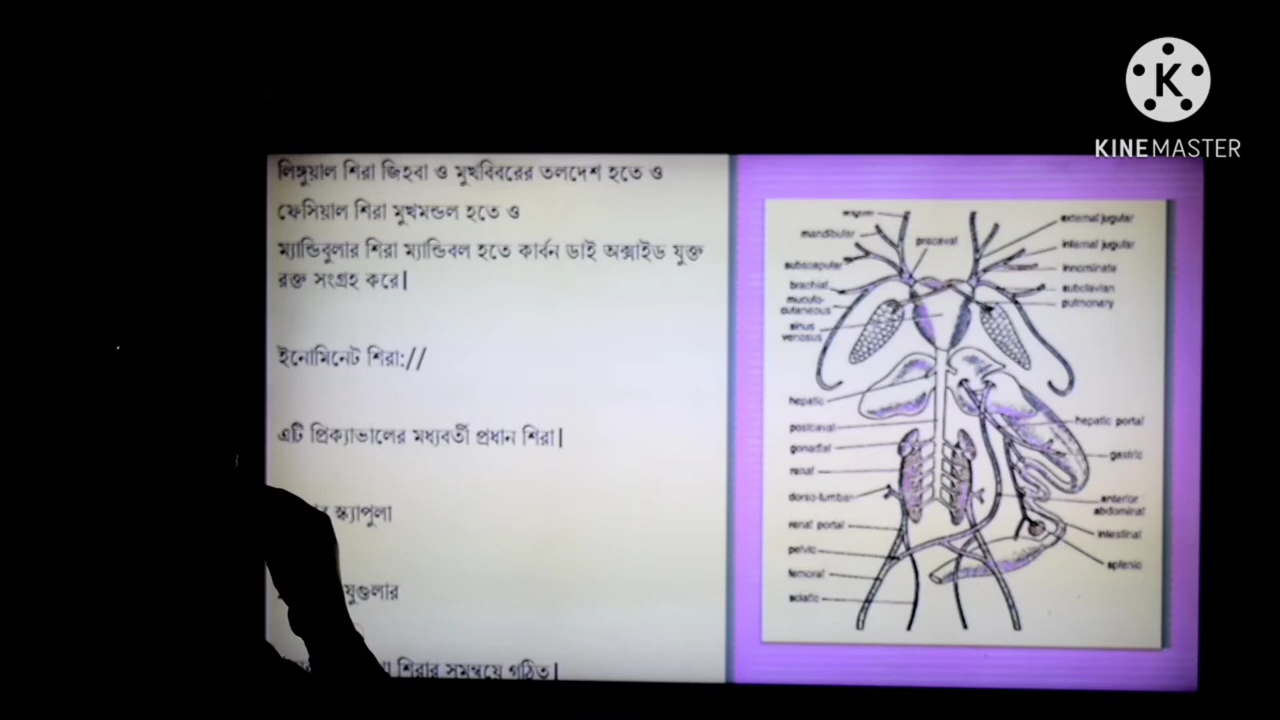 লিঙ্গুয়াল শিরা জিহবা ও মুখবিবরের তলদেশ হতে ও
ফেসিয়াল শিরা মুখমন্ডল হতে ও
ম্যান্ডিবুলার শিরা ম্যান্ডিবল হতে কার্বন ডাই অক্সাইড যুক্ত
রক্ত সংগ্রহ করে|
ইনোমিনেট শিরা://
এটি প্রিক্যাভালের মধ্যবর্তী প্রধান শিরা|
স্ক্যাপুলা
যুগুলার
শিরার সমন্বয়ে গঠিত|
KINEMASTER
mandibular
precaval
subscapular
brachial
musculo-
cutaneous
sinus
venosus
hepatic
postcaval
gonadial
renal
dorso-lumbar
renal portal
pelvic
femoral
sciatic
external jugular
internal jugular
innominate
subclavian
pulmonary
hepatic portal
gastric
anterior
abdominal
intestinal
splenic